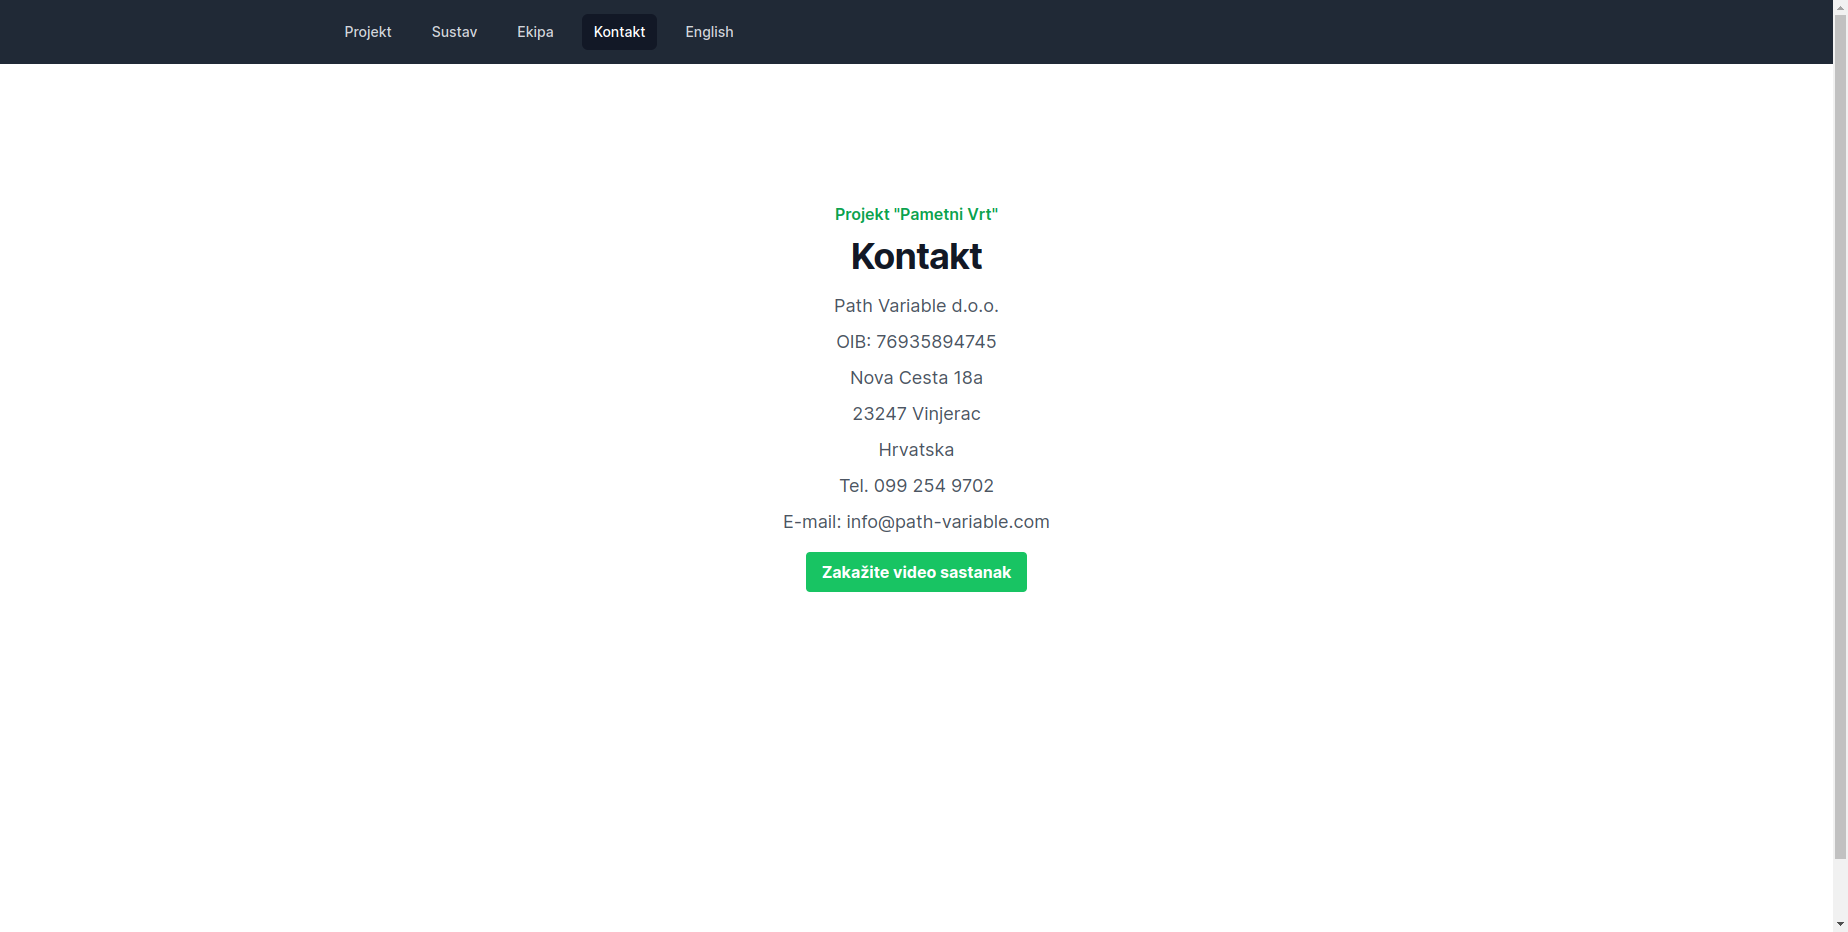 Projekt Sustav Ekipa Kontakt English
Projekt "Pametni Vrt"
Kontakt
Path Variable d.o.o.
OIB: 76935894745
Nova Cesta 18a
23247 Vinjerac
Hrvatska
Tel. 099 254 9702
E-mail: info@path-variable.com
Zakažite video sastanak